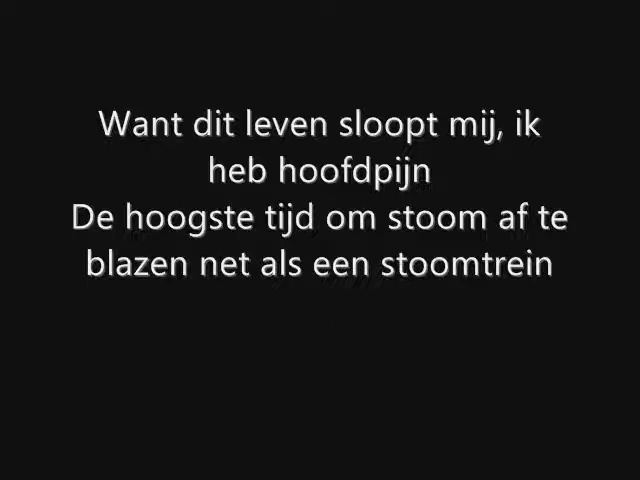 Want dit leven sloopt mij, ik
heb hoofdpijn
De hoogste tijd om stoom af te
blazen net als een stoomtrein